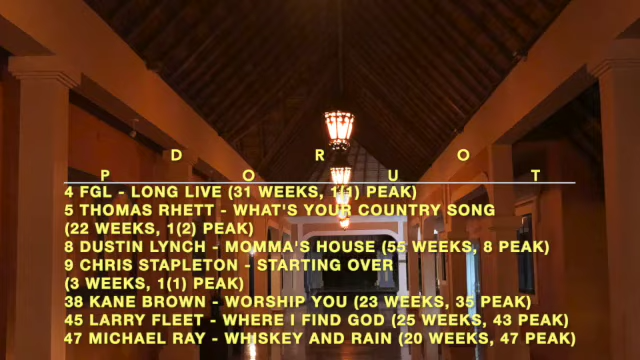 D R O
P O U T
4 FGL - LONG LIVE (31 WEEKS, 1(1) PEAK)
5 THOMAS RHETT - WHAT'S YOUR COUNTRY SONG
(22 WEEKS, 1(2) PEAK)
8 DUSTIN LYNCH - MOMMA'S HOUSE (55 WEEKS, 8 PEAK)
9 CHRIS STAPLETON - STARTING OVER
(3 WEEKS, 1(1) PEAK)
38 KANE BROWN - WORSHIP YOU (23 WEEKS, 35 PEAK)
45 LARRY FLEET - WHERE I FIND GOD (25 WEEKS, 43 PEAK)
47 MICHAEL RAY - WHISKEY AND RAIN (20 WEEKS, 47 PEAK)